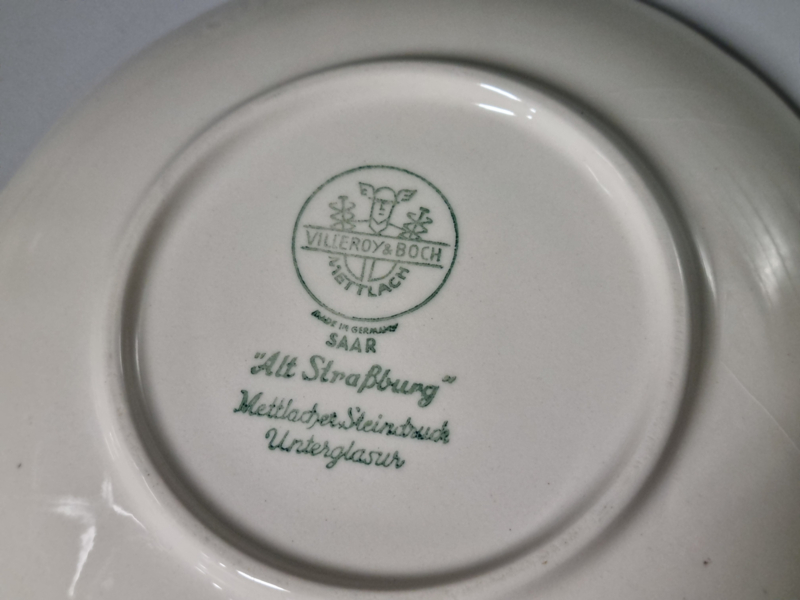 VILLEROY & BOCH
METTLACH
MADE IN GERMANY
SAAR
"Alt Straßburg"
Mettlacher Steindruck
Unterglasur